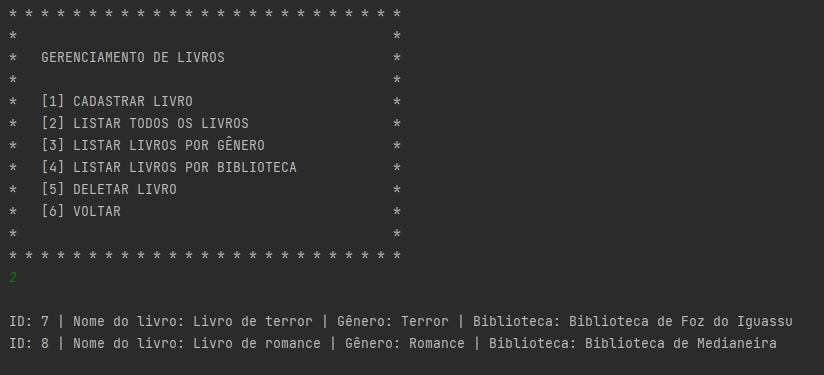 * * * * * * * * * * * * * * * * * * * * * * * * *
* *
* GERENCIAMENTO DE LIVROS *
* *
* [1] CADASTRAR LIVRO *
* [2] LISTAR TODOS OS LIVROS *
* [3] LISTAR LIVROS POR GÊNERO *
* [4] LISTAR LIVROS POR BIBLIOTECA *
* [5] DELETAR LIVRO *
* [6] VOLTAR *
* *
* * * * * * * * * * * * * * * * * * * * * * * * *
2
ID: 7 | Nome do livro: Livro de terror | Gênero: Terror | Biblioteca: Biblioteca de Foz do Iguassu
ID: 8 | Nome do livro: Livro de romance | Gênero: Romance | Biblioteca: Biblioteca de Medianeira